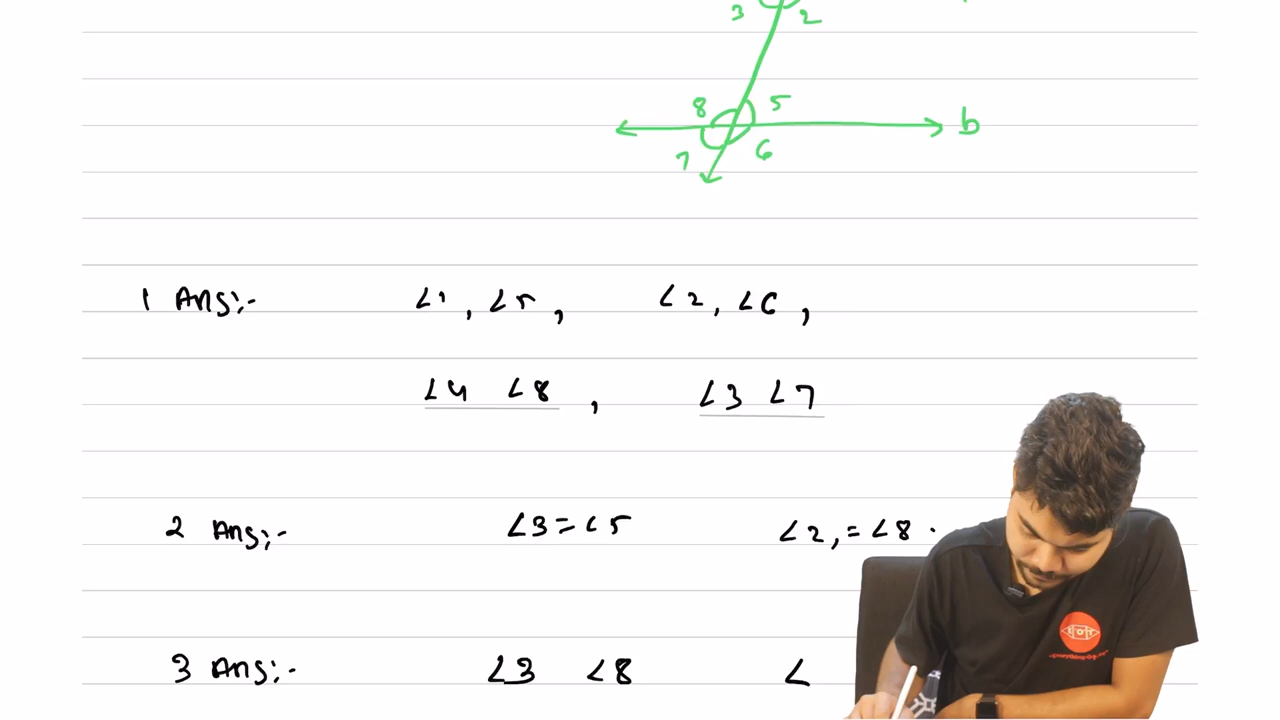 3 2
8 5
b
7 6
1 Ans:- ∠1, ∠5, ∠2, ∠6,
∠4 ∠8, ∠3 ∠7
2 Ans:- ∠3=∠5 ∠2,=∠8.
3 Ans:- ∠3 ∠8 ∠